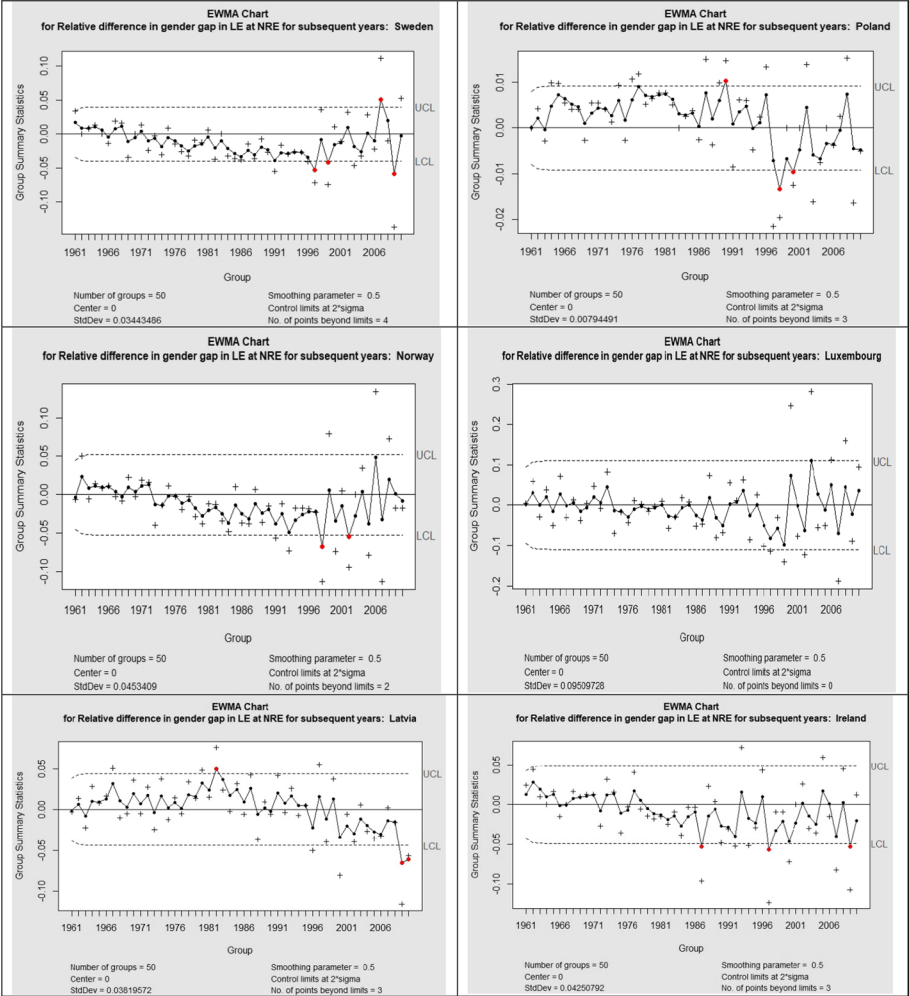 EWMA Chart
for Relative difference in gender gap in LE at NRE for subsequent years: Sweden
Group Summary Statistics
0.10
0.05
0.00
-0.05
-0.10
UCL
LCL
1961 1966 1971 1976 1981 1986 1991 1996 2001 2006
Group
Number of groups = 50
Center = 0
StdDev = 0.03443486
Smoothing parameter = 0.5
Control limits at 2*sigma
No. of points beyond limits = 4
EWMA Chart
for Relative difference in gender gap in LE at NRE for subsequent years: Poland
Group Summary Statistics
0.01
0.00
-0.01
-0.02
UCL
LCL
1961 1966 1971 1976 1981 1986 1991 1996 2001 2006
Group
Number of groups = 50
Center = 0
StdDev = 0.00794491
Smoothing parameter = 0.5
Control limits at 2*sigma
No. of points beyond limits = 3
EWMA Chart
for Relative difference in gender gap in LE at NRE for subsequent years: Norway
Group Summary Statistics
0.10
0.05
0.00
-0.05
-0.10
UCL
LCL
1961 1966 1971 1976 1981 1986 1991 1996 2001 2006
Group
Number of groups = 50
Center = 0
StdDev = 0.0453409
Smoothing parameter = 0.5
Control limits at 2*sigma
No. of points beyond limits = 2
EWMA Chart
for Relative difference in gender gap in LE at NRE for subsequent years: Luxembourg
Group Summary Statistics
0.3
0.2
0.1
0.0
-0.1
-0.2
UCL
LCL
1961 1966 1971 1976 1981 1986 1991 1996 2001 2006
Group
Number of groups = 50
Center = 0
StdDev = 0.09509728
Smoothing parameter = 0.5
Control limits at 2*sigma
No. of points beyond limits = 0
EWMA Chart
for Relative difference in gender gap in LE at NRE for subsequent years: Latvia
Group Summary Statistics
0.05
0.00
-0.05
-0.10
UCL
LCL
1961 1966 1971 1976 1981 1986 1991 1996 2001 2006
Group
Number of groups = 50
Center = 0
StdDev = 0.03819572
Smoothing parameter = 0.5
Control limits at 2*sigma
No. of points beyond limits = 3
EWMA Chart
for Relative difference in gender gap in LE at NRE for subsequent years: Ireland
Group Summary Statistics
0.05
0.00
-0.05
-0.10
UCL
LCL
1961 1966 1971 1976 1981 1986 1991 1996 2001 2006
Group
Number of groups = 50
Center = 0
StdDev = 0.04250792
Smoothing parameter = 0.5
Control limits at 2*sigma
No. of points beyond limits = 3